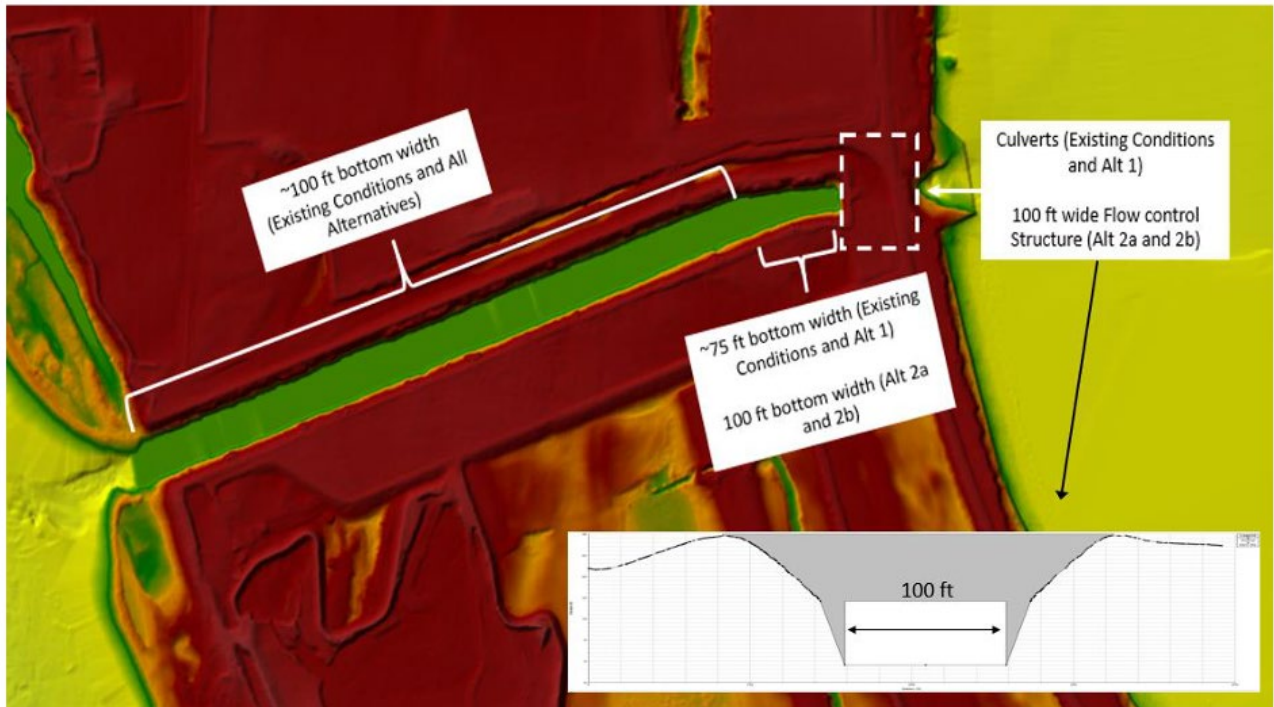 ~100 ft bottom width
(Existing Conditions and All
Alternatives)
Culverts (Existing Conditions
and Alt 1)
100 ft wide Flow control
Structure (Alt 2a and 2b)
~75 ft bottom width (Existing
Conditions and Alt 1)
100 ft bottom width (Alt 2a
and 2b)
100 ft